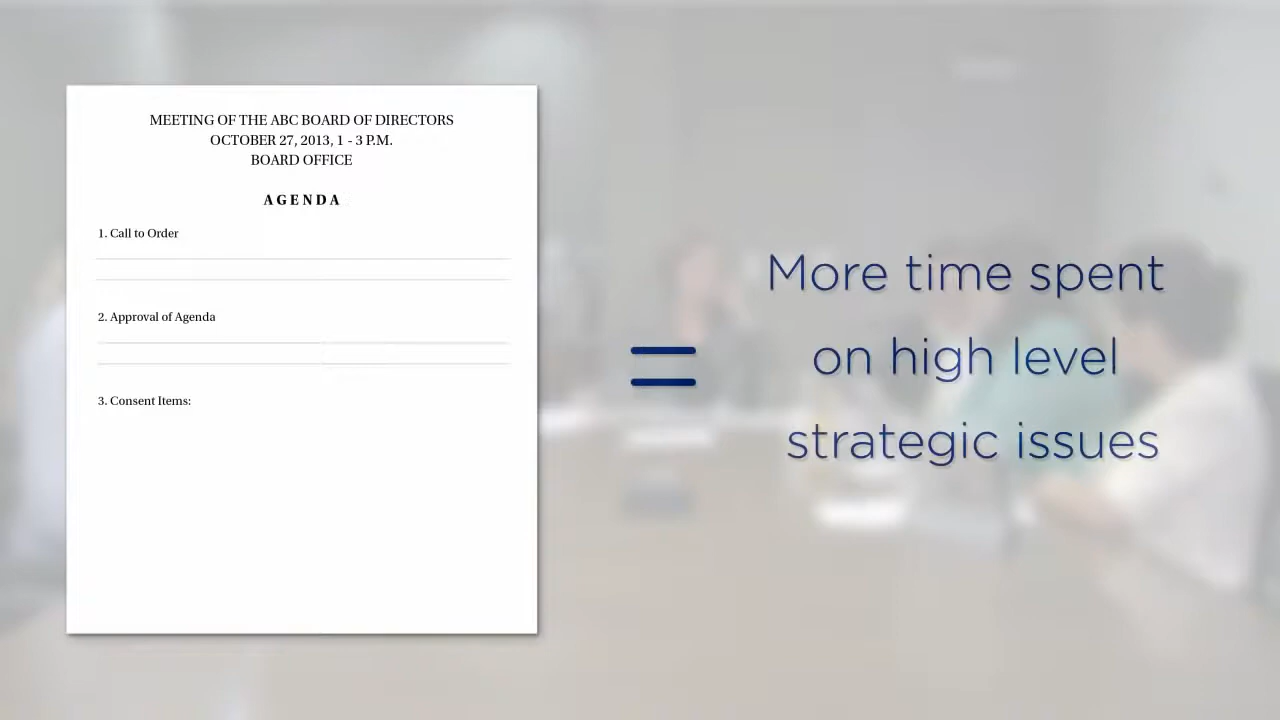 MEETING OF THE ABC BOARD OF DIRECTORS
OCTOBER 27, 2013, 1 - 3 P.M.
BOARD OFFICE
AGENDA
1. Call to Order
2. Approval of Agenda
3. Consent Items:
=
More time spent
on high level
strategic issues